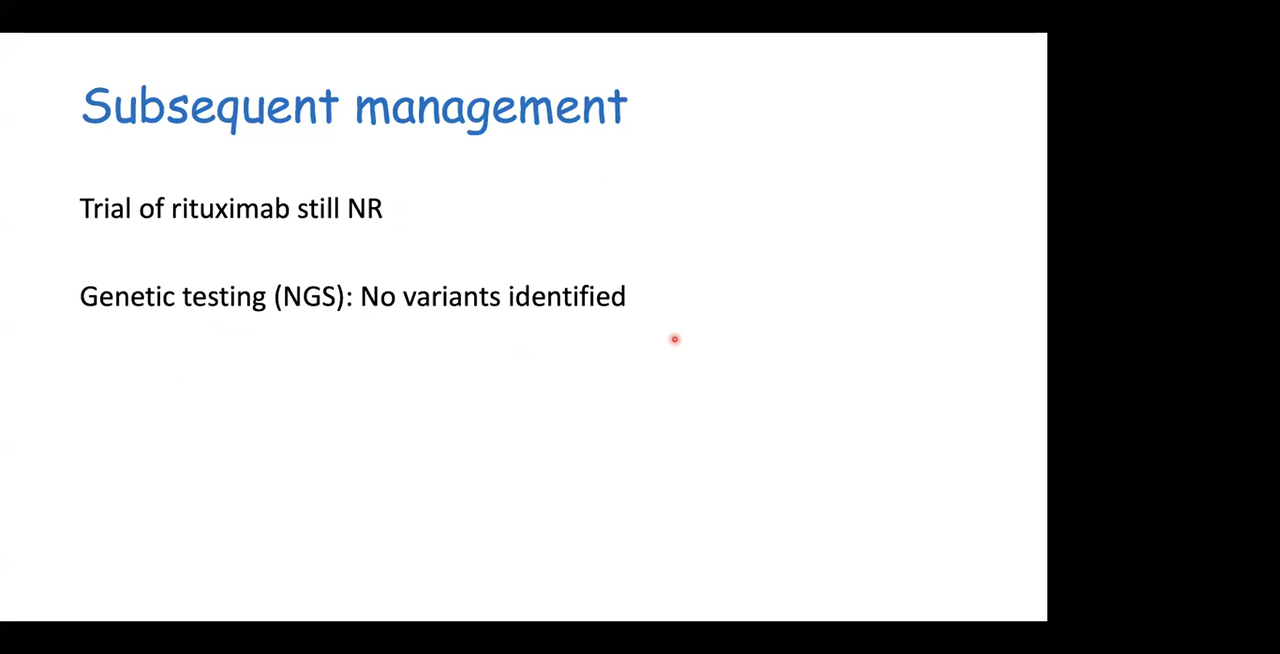 Subsequent management
Trial of rituximab still NR
Genetic testing (NGS): No variants identified